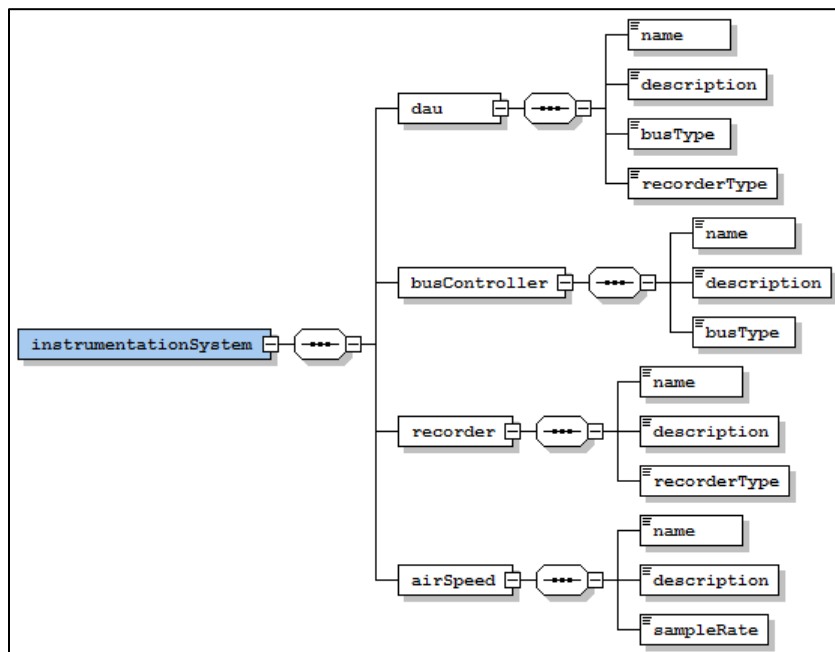 name
description
dau
busType
recorderType
name
busController
description
busType
instrumentationSystem
name
recorder
description
recorderType
name
airSpeed
description
sampleRate